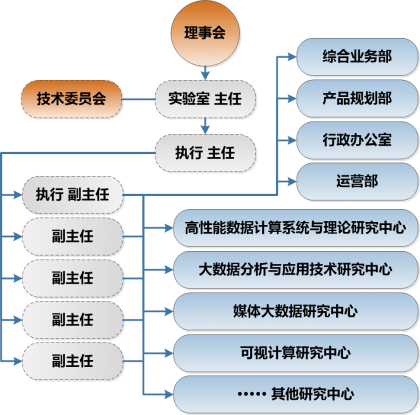 理事会
技术委员会
实验室 主任
执行 主任
综合业务部
产品规划部
行政办公室
运营部
执行 副主任
副主任
副主任
副主任
副主任
高性能数据计算系统与理论研究中心
大数据分析与应用技术研究中心
媒体大数据研究中心
可视计算研究中心
••••• 其他研究中心